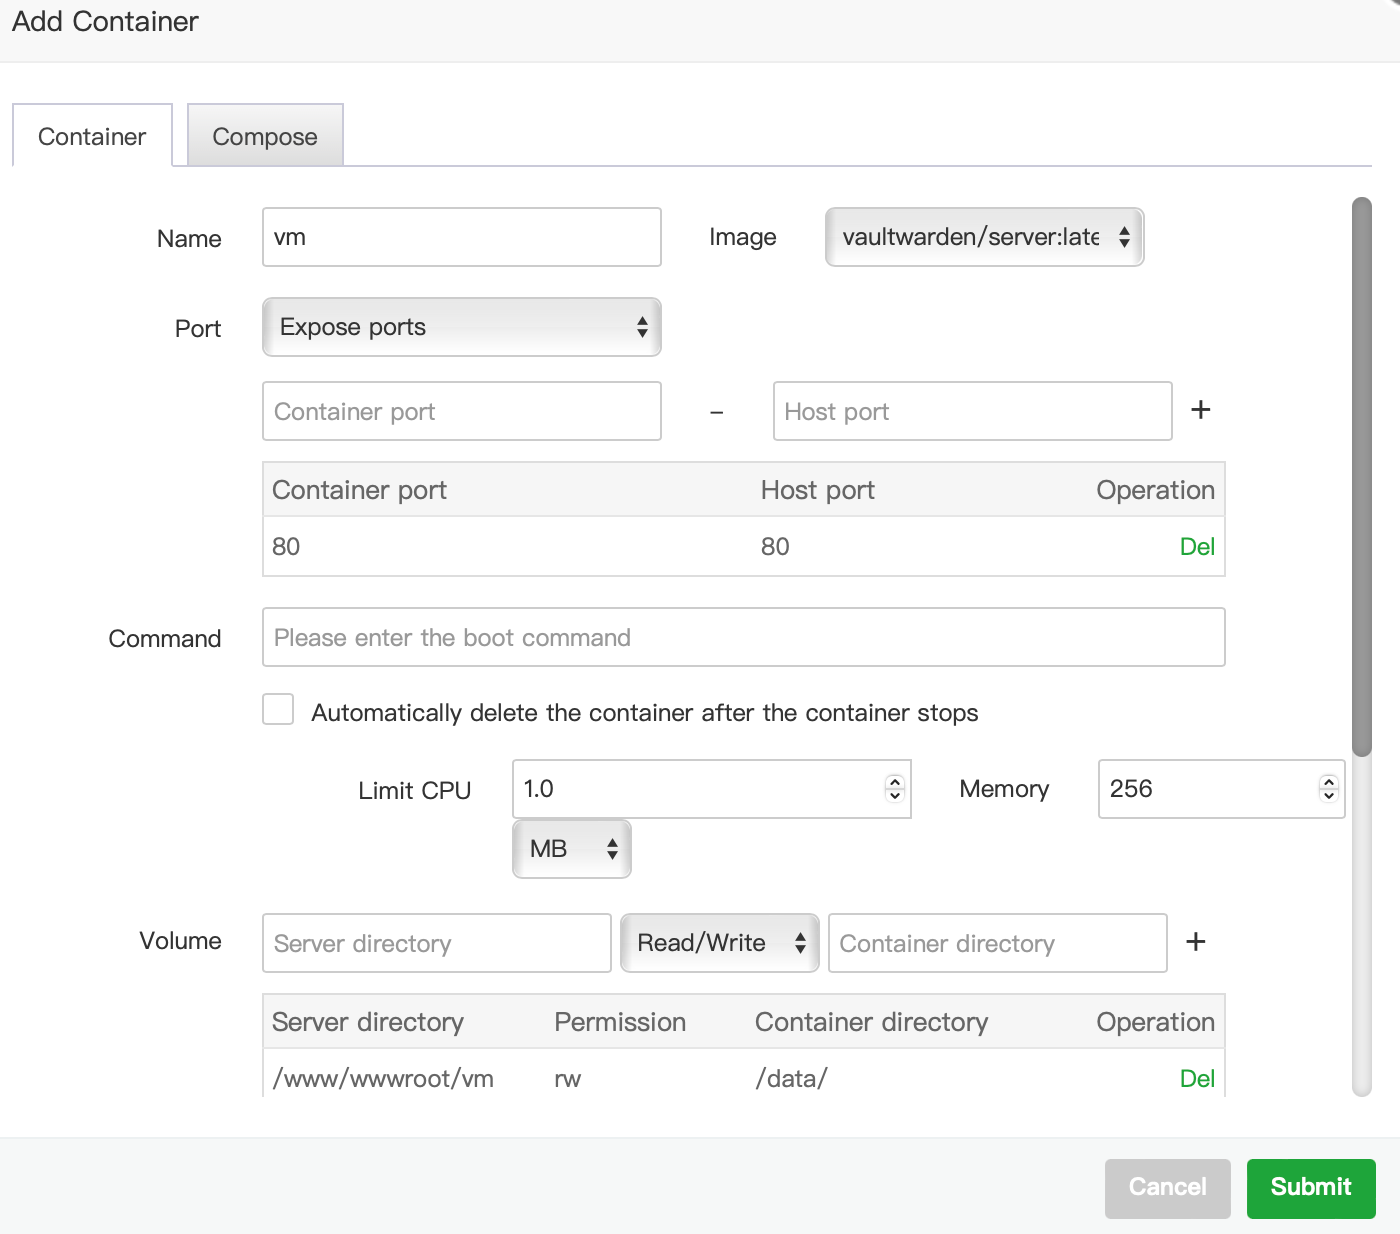 Add Container
Container
Compose
Name
vm
Image
vaultwarden/server:late
Port
Expose ports
Container port
–
Host port
+
Container port
Host port
Operation
80
80
Del
Command
Please enter the boot command
Automatically delete the container after the container stops
Limit CPU
1.0
Memory
256
MB
Volume
Server directory
Read/Write
Container directory
+
Server directory
Permission
Container directory
Operation
/www/wwwroot/vm
rw
/data/
Del
Cancel
Submit